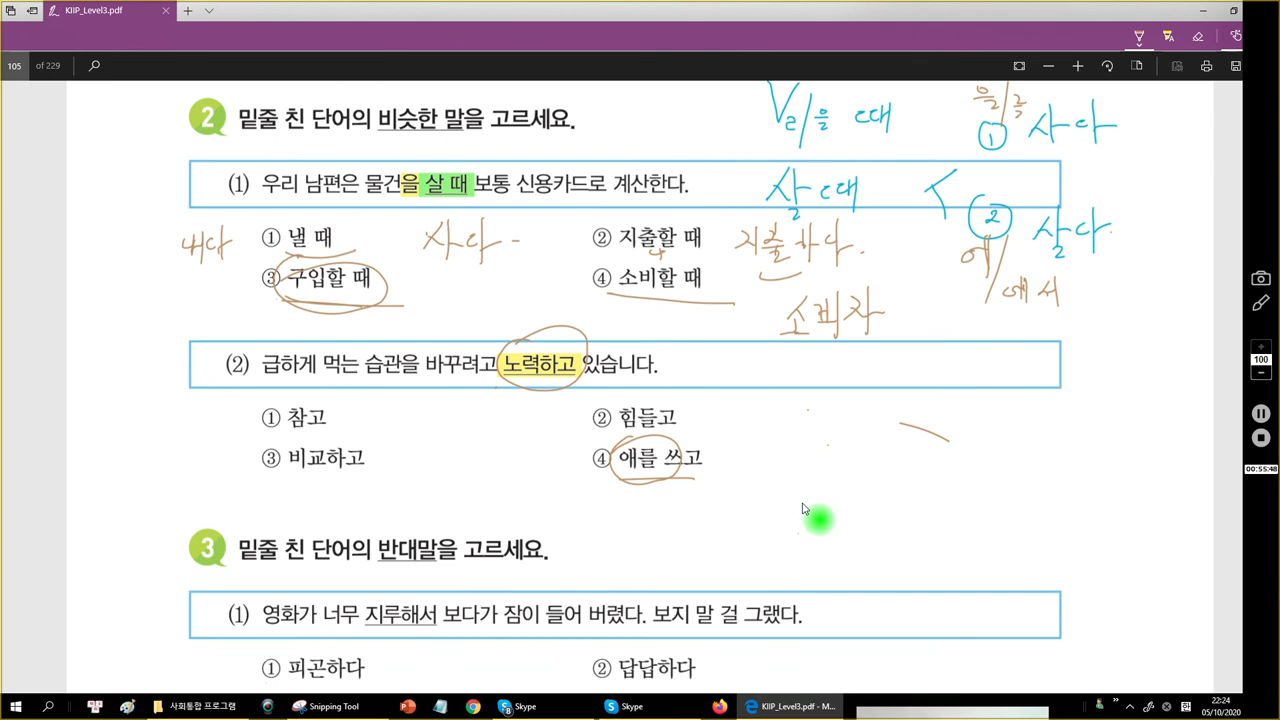 KIIP_Level3.pdf
105 of 229
V ㄹ/을 때
을/를
① 사다
2 밑줄 친 단어의 비슷한 말을 고르세요.
(1) 우리 남편은 물건을 살 때 보통 신용카드로 계산한다.
살 때
② 살다.
에/에서
내다 ① 낼 때 사다 ② 지출할 때 지출하다.
③ 구입할 때 ④ 소비할 때
소비자
(2) 급하게 먹는 습관을 바꾸려고 노력하고 있습니다.
① 참고 ② 힘들고
③ 비교하고 ④ 애를 쓰고
3 밑줄 친 단어의 반대말을 고르세요.
(1) 영화가 너무 지루해서 보다가 잠이 들어 버렸다. 보지 말 걸 그랬다.
① 피곤하다 ② 답답하다
100
00:55:48
사회통합 프로그램 Snipping Tool Skype Skype KIIP_Level3.pdf - M...
22:24
05/10/2020